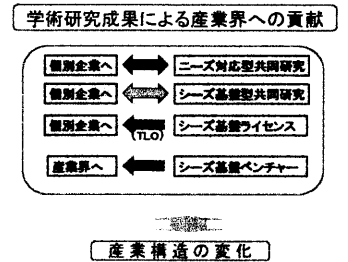 学術研究成果による産業界への貢献
個別企業へ ニーズ対応型共同研究
個別企業へ シーズ基盤型共同研究
個別企業へ (TLO) シーズ基盤ライセンス
産業界へ シーズ基盤ベンチャー
産業構造の変化